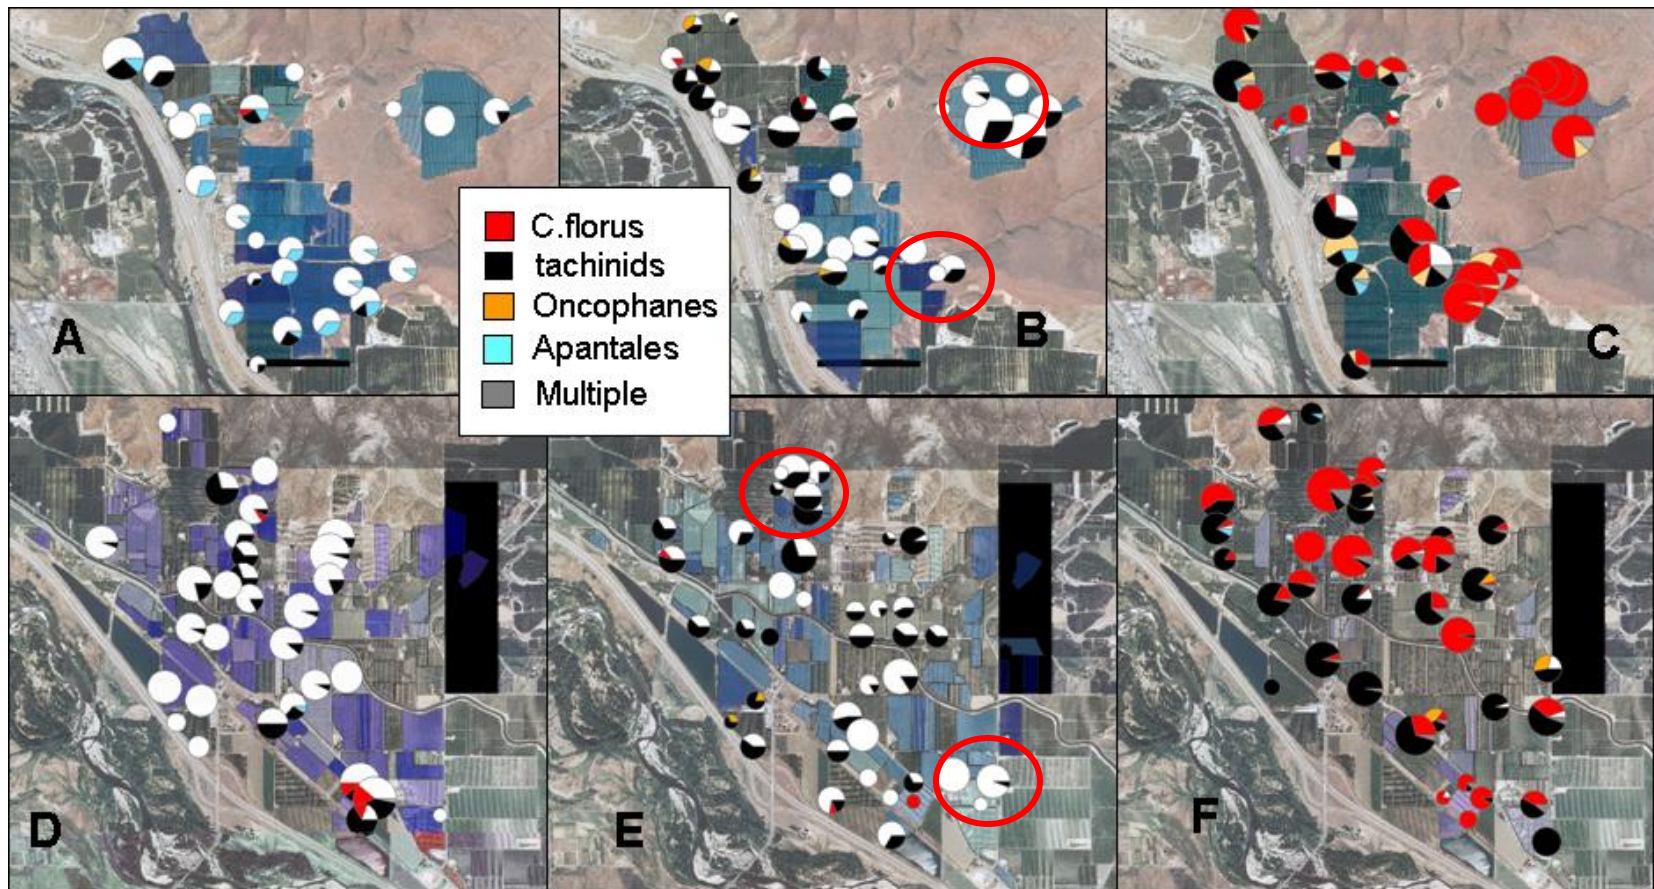 A
B
C
C.florus
tachinids
Oncophanes
Apantales
Multiple
D
E
F